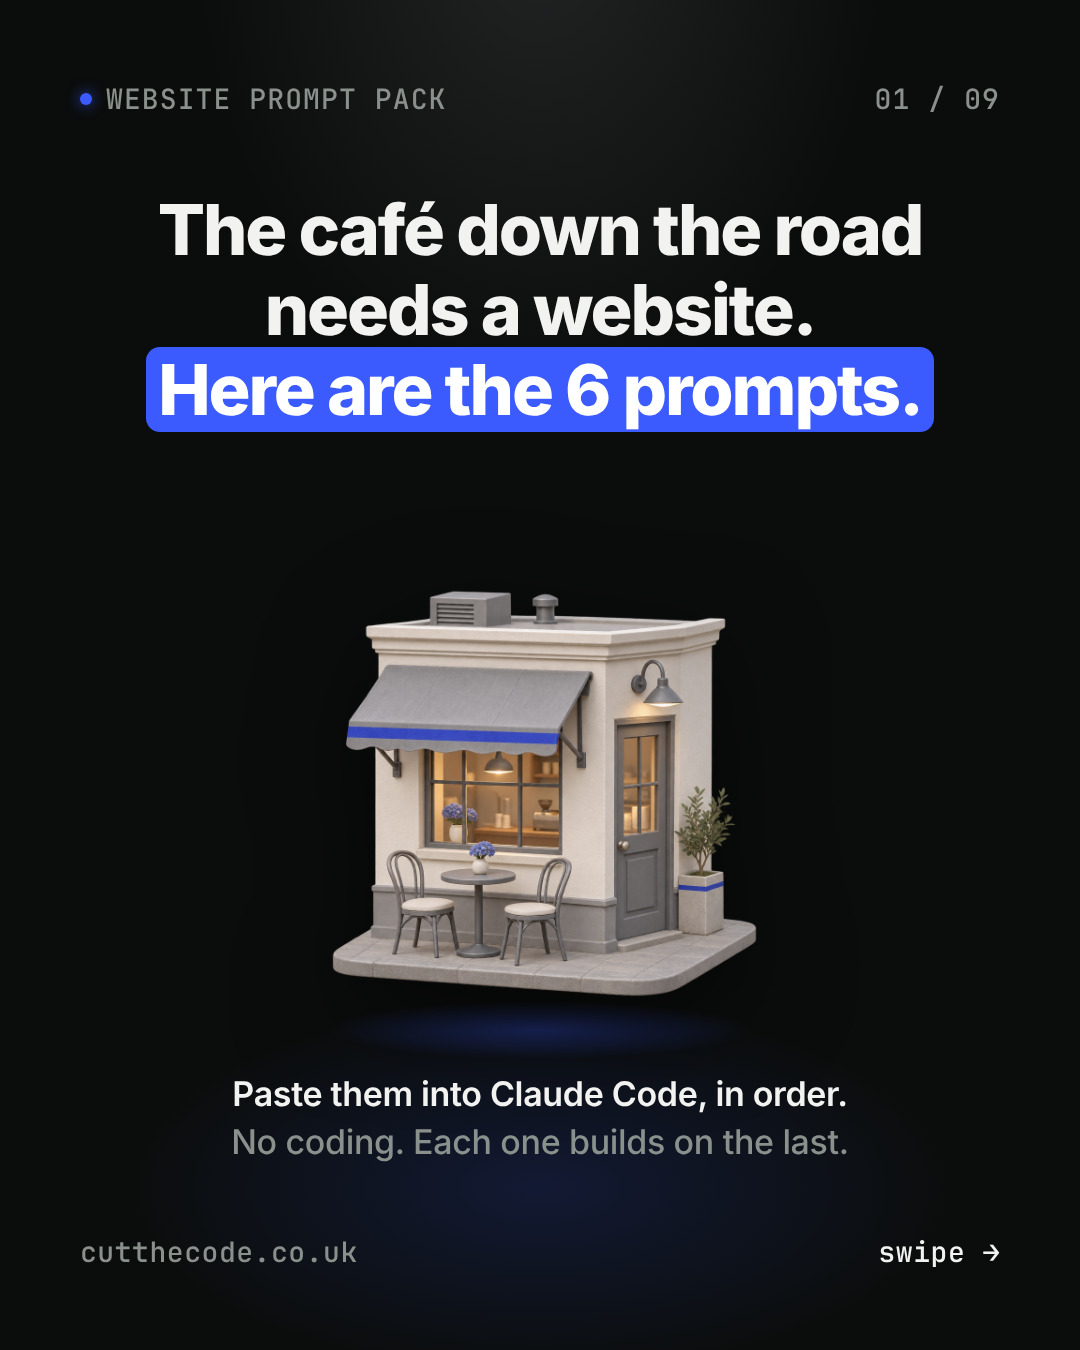 WEBSITE PROMPT PACK
01 / 09
The café down the road
needs a website.
Here are the 6 prompts.
Paste them into Claude Code, in order.
No coding. Each one builds on the last.
cutthecode.co.uk
swipe →